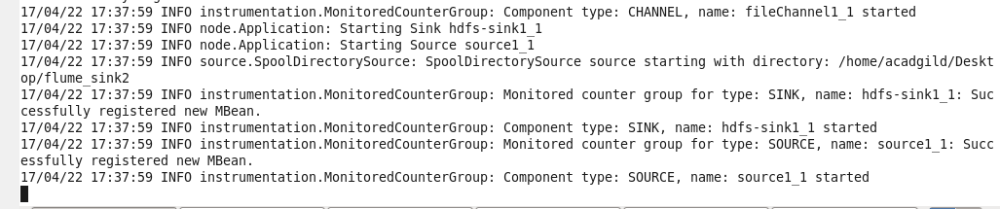 17/04/22 17:37:59 INFO instrumentation.MonitoredCounterGroup: Component type: CHANNEL, name: fileChannel1_1 started
17/04/22 17:37:59 INFO node.Application: Starting Sink hdfs-sink1_1
17/04/22 17:37:59 INFO node.Application: Starting Source source1_1
17/04/22 17:37:59 INFO source.SpoolDirectorySource: SpoolDirectorySource source starting with directory: /home/acadgild/Deskt
op/flume_sink2
17/04/22 17:37:59 INFO instrumentation.MonitoredCounterGroup: Monitored counter group for type: SINK, name: hdfs-sink1_1: Suc
cessfully registered new MBean.
17/04/22 17:37:59 INFO instrumentation.MonitoredCounterGroup: Component type: SINK, name: hdfs-sink1_1 started
17/04/22 17:37:59 INFO instrumentation.MonitoredCounterGroup: Monitored counter group for type: SOURCE, name: source1_1: Succ
essfully registered new MBean.
17/04/22 17:37:59 INFO instrumentation.MonitoredCounterGroup: Component type: SOURCE, name: source1_1 started